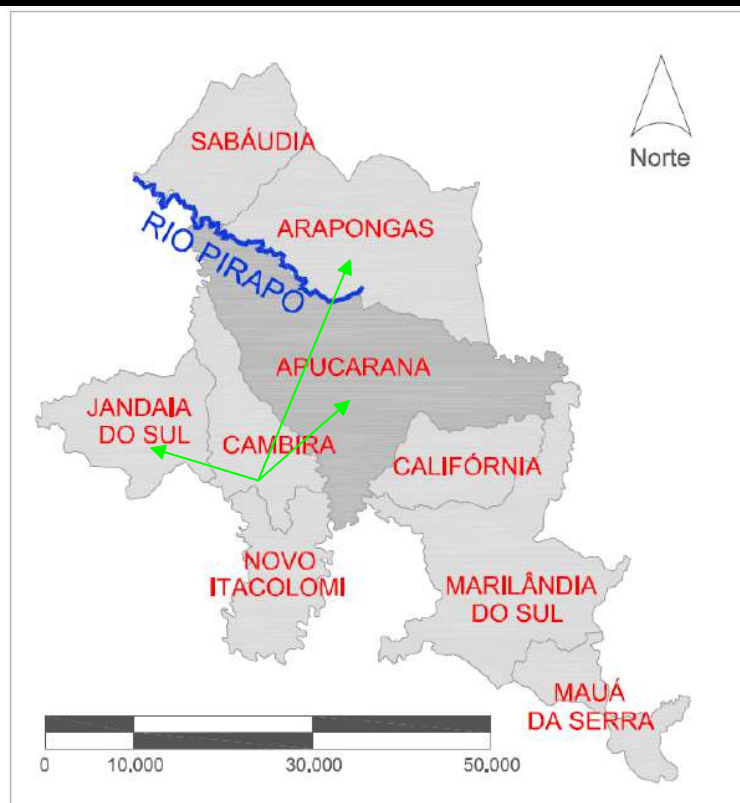 SABÁUDIA
Norte
ARAPONGAS
RIO PIRAPÓ
APUCARANA
JANDAIA
DO SUL
CAMBIRA
CALIFÓRNIA
NOVO
ITACOLOMI
MARILÂNDIA
DO SUL
MAUÁ
DA SERRA
0 10.000 30.000 50.000